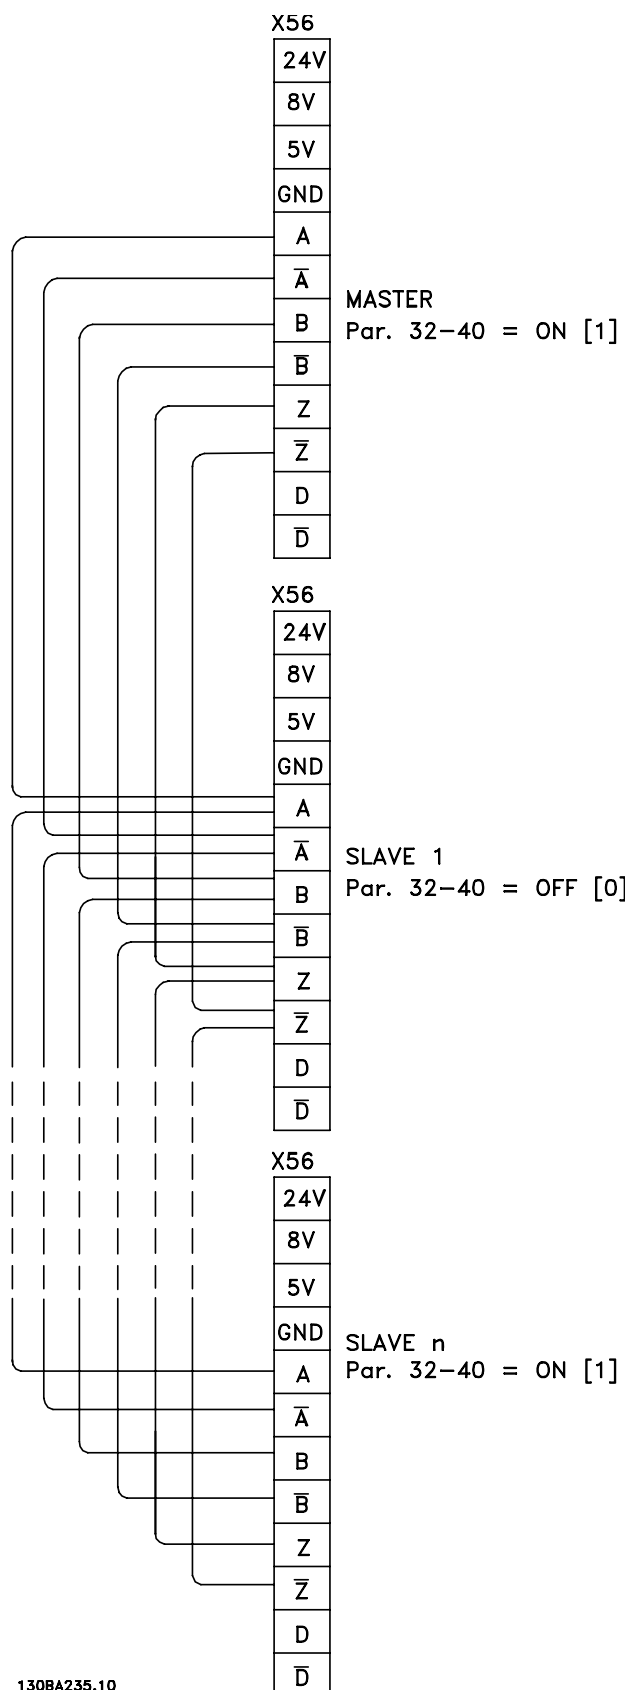 X56
24V
8V
5V
GND
A
A̅
B
B̅
Z
Z̅
D
D̅
MASTER
Par. 32-40 = ON [1]
X56
24V
8V
5V
GND
A
A̅
B
B̅
Z
Z̅
D
D̅
SLAVE 1
Par. 32-40 = OFF [0]
X56
24V
8V
5V
GND
A
A̅
B
B̅
Z
Z̅
D
D̅
SLAVE n
Par. 32-40 = ON [1]
130BA235.10